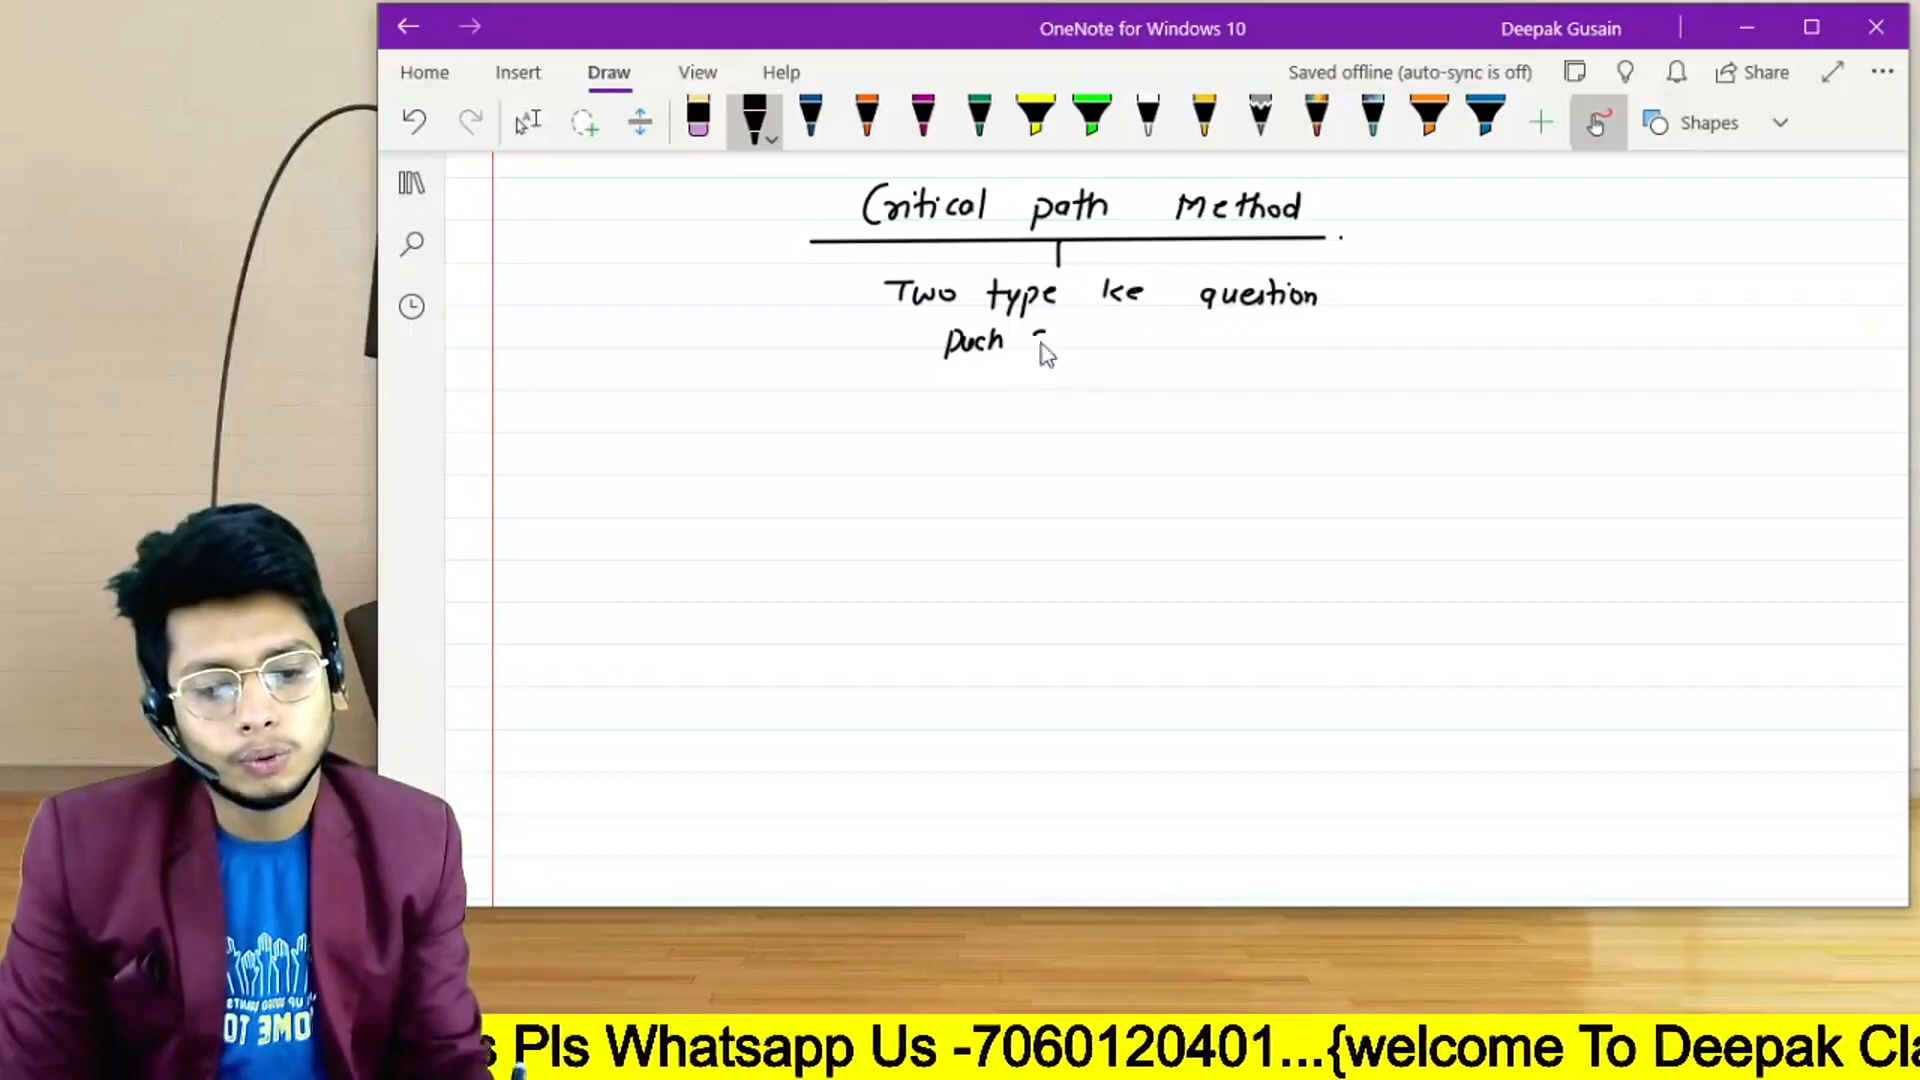 OneNote for Windows 10
Deepak Gusain
Home Insert Draw View Help
Saved offline (auto-sync is off) Share
Shapes
Critical path Method
Two type ke question
puch
s Pls Whatsapp Us -7060120401...{welcome To Deepak Cla